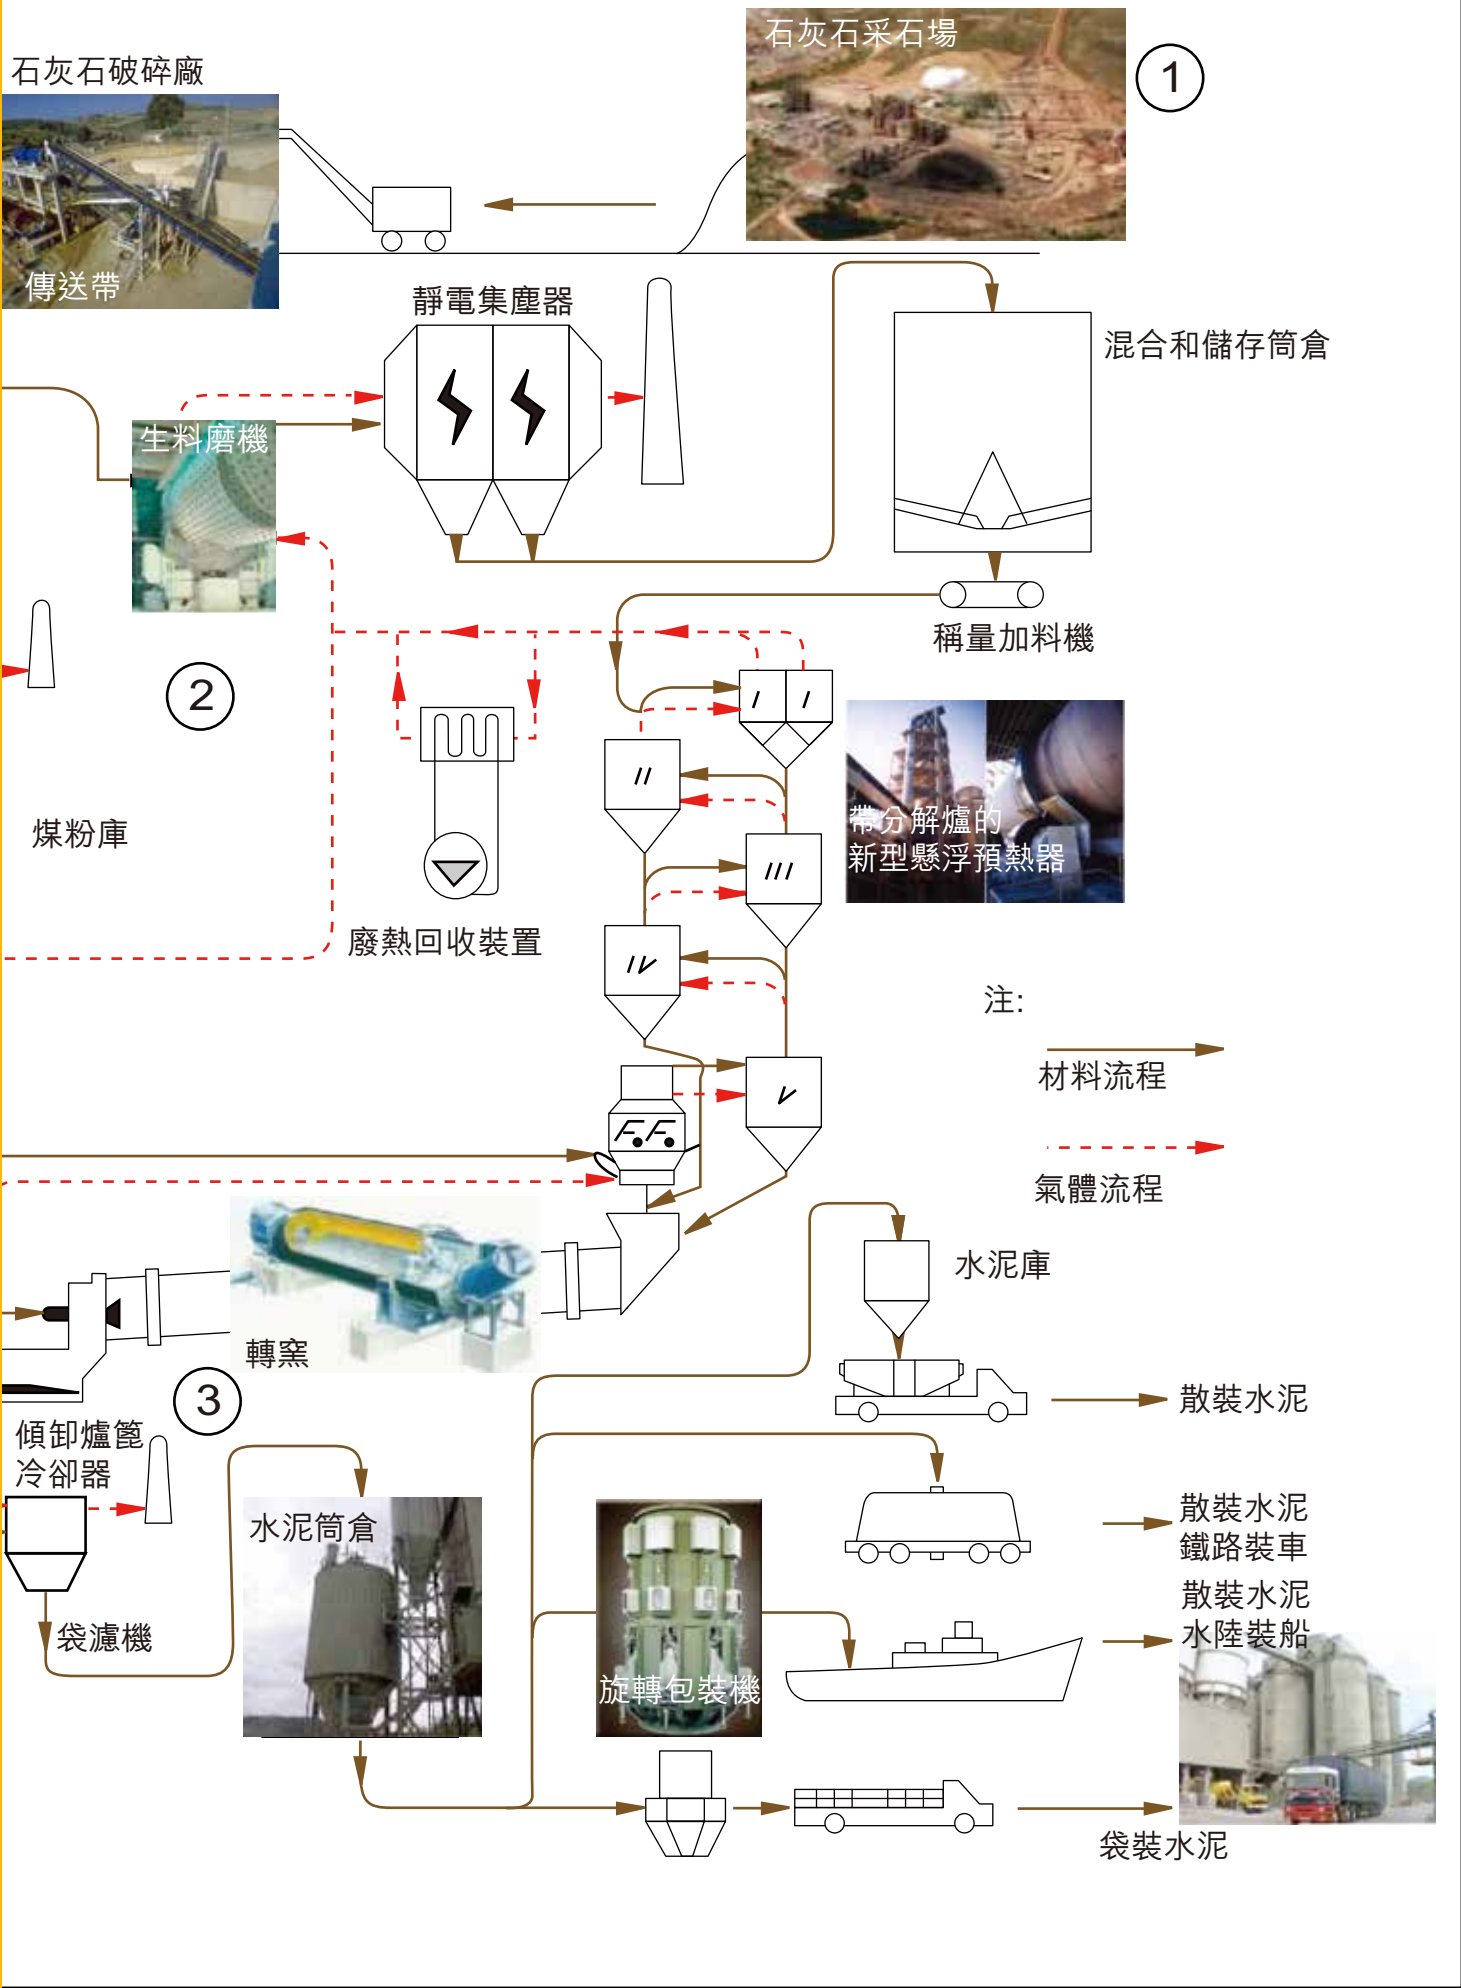 石灰石采石場
1
石灰石破碎廠
傳送帶
靜電集塵器
混合和儲存筒倉
生料磨機
稱量加料機
2
I I
II
帶分解爐的
新型懸浮預熱器
煤粉庫
III
廢熱回收裝置
IV
注:
材料流程
V
F.F.
氣體流程
水泥庫
轉窯
3
散裝水泥
傾卸爐篦
冷卻器
水泥筒倉
散裝水泥
鐵路裝車
散裝水泥
水陸裝船
袋濾機
旋轉包裝機
袋裝水泥